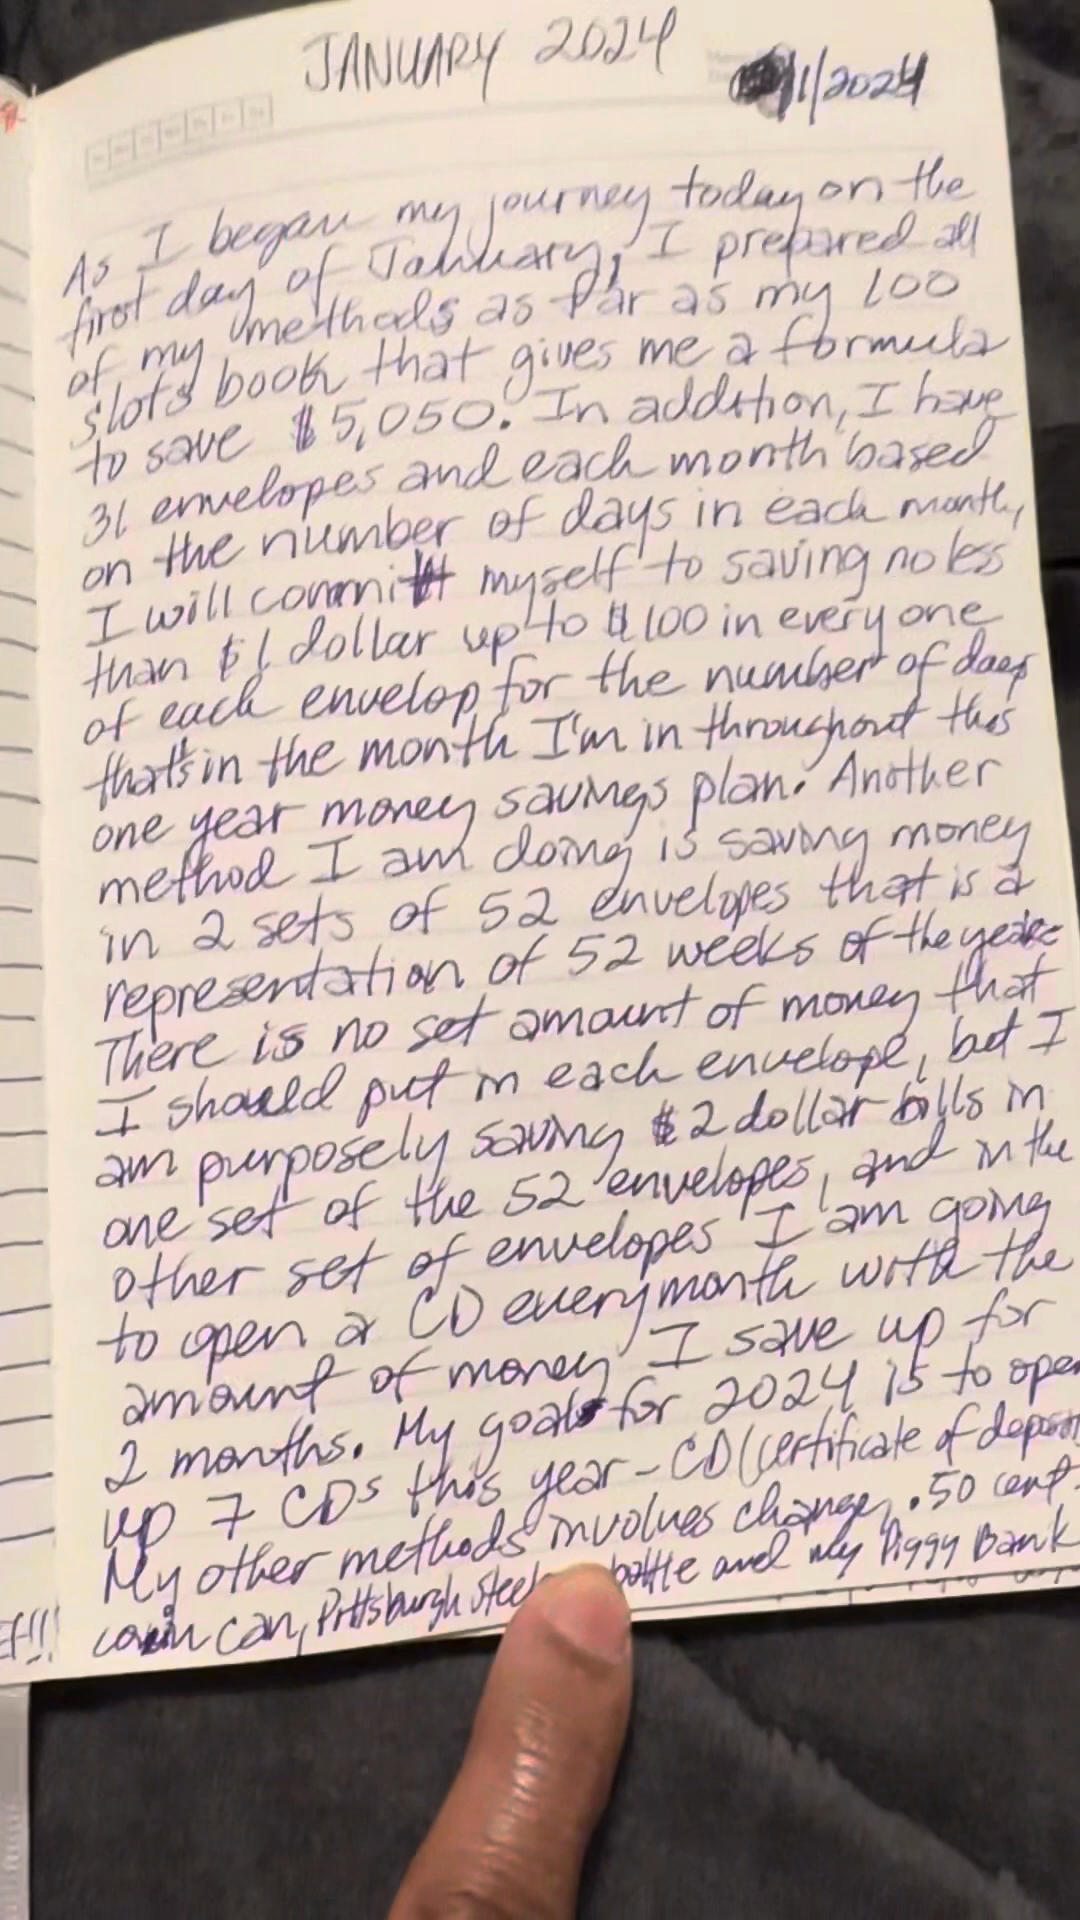 JANUARY 2024
/1/2024
As I began my journey today on the
first day of January, I prepared all
of my methods as far as my 100
slots book that gives me a formula
to save $5,050. In addition, I have
31 envelopes and each month based
on the number of days in each month,
I will commit myself to saving no less
than $1 dollar up to $100 in every one
of each envelop for the number of days
that's in the month I'm in throughout this
one year money savings plan. Another
method I am doing is saving money
in 2 sets of 52 envelopes that is a
representation of 52 weeks of the year.
There is no set amount of money that
I should put in each envelope, but I
am purposely saving $2 dollar bills in
one set of the 52 envelopes, and in the
other set of envelopes I am going
to open a CD every month with the
amount of money I save up for
2 months. My goal for 2024 is to open
up 7 CDs this year - CD (certificate of deposit
My other methods involves change, .50 cent
coin can, Pittsburgh bottle and my Piggy Bank